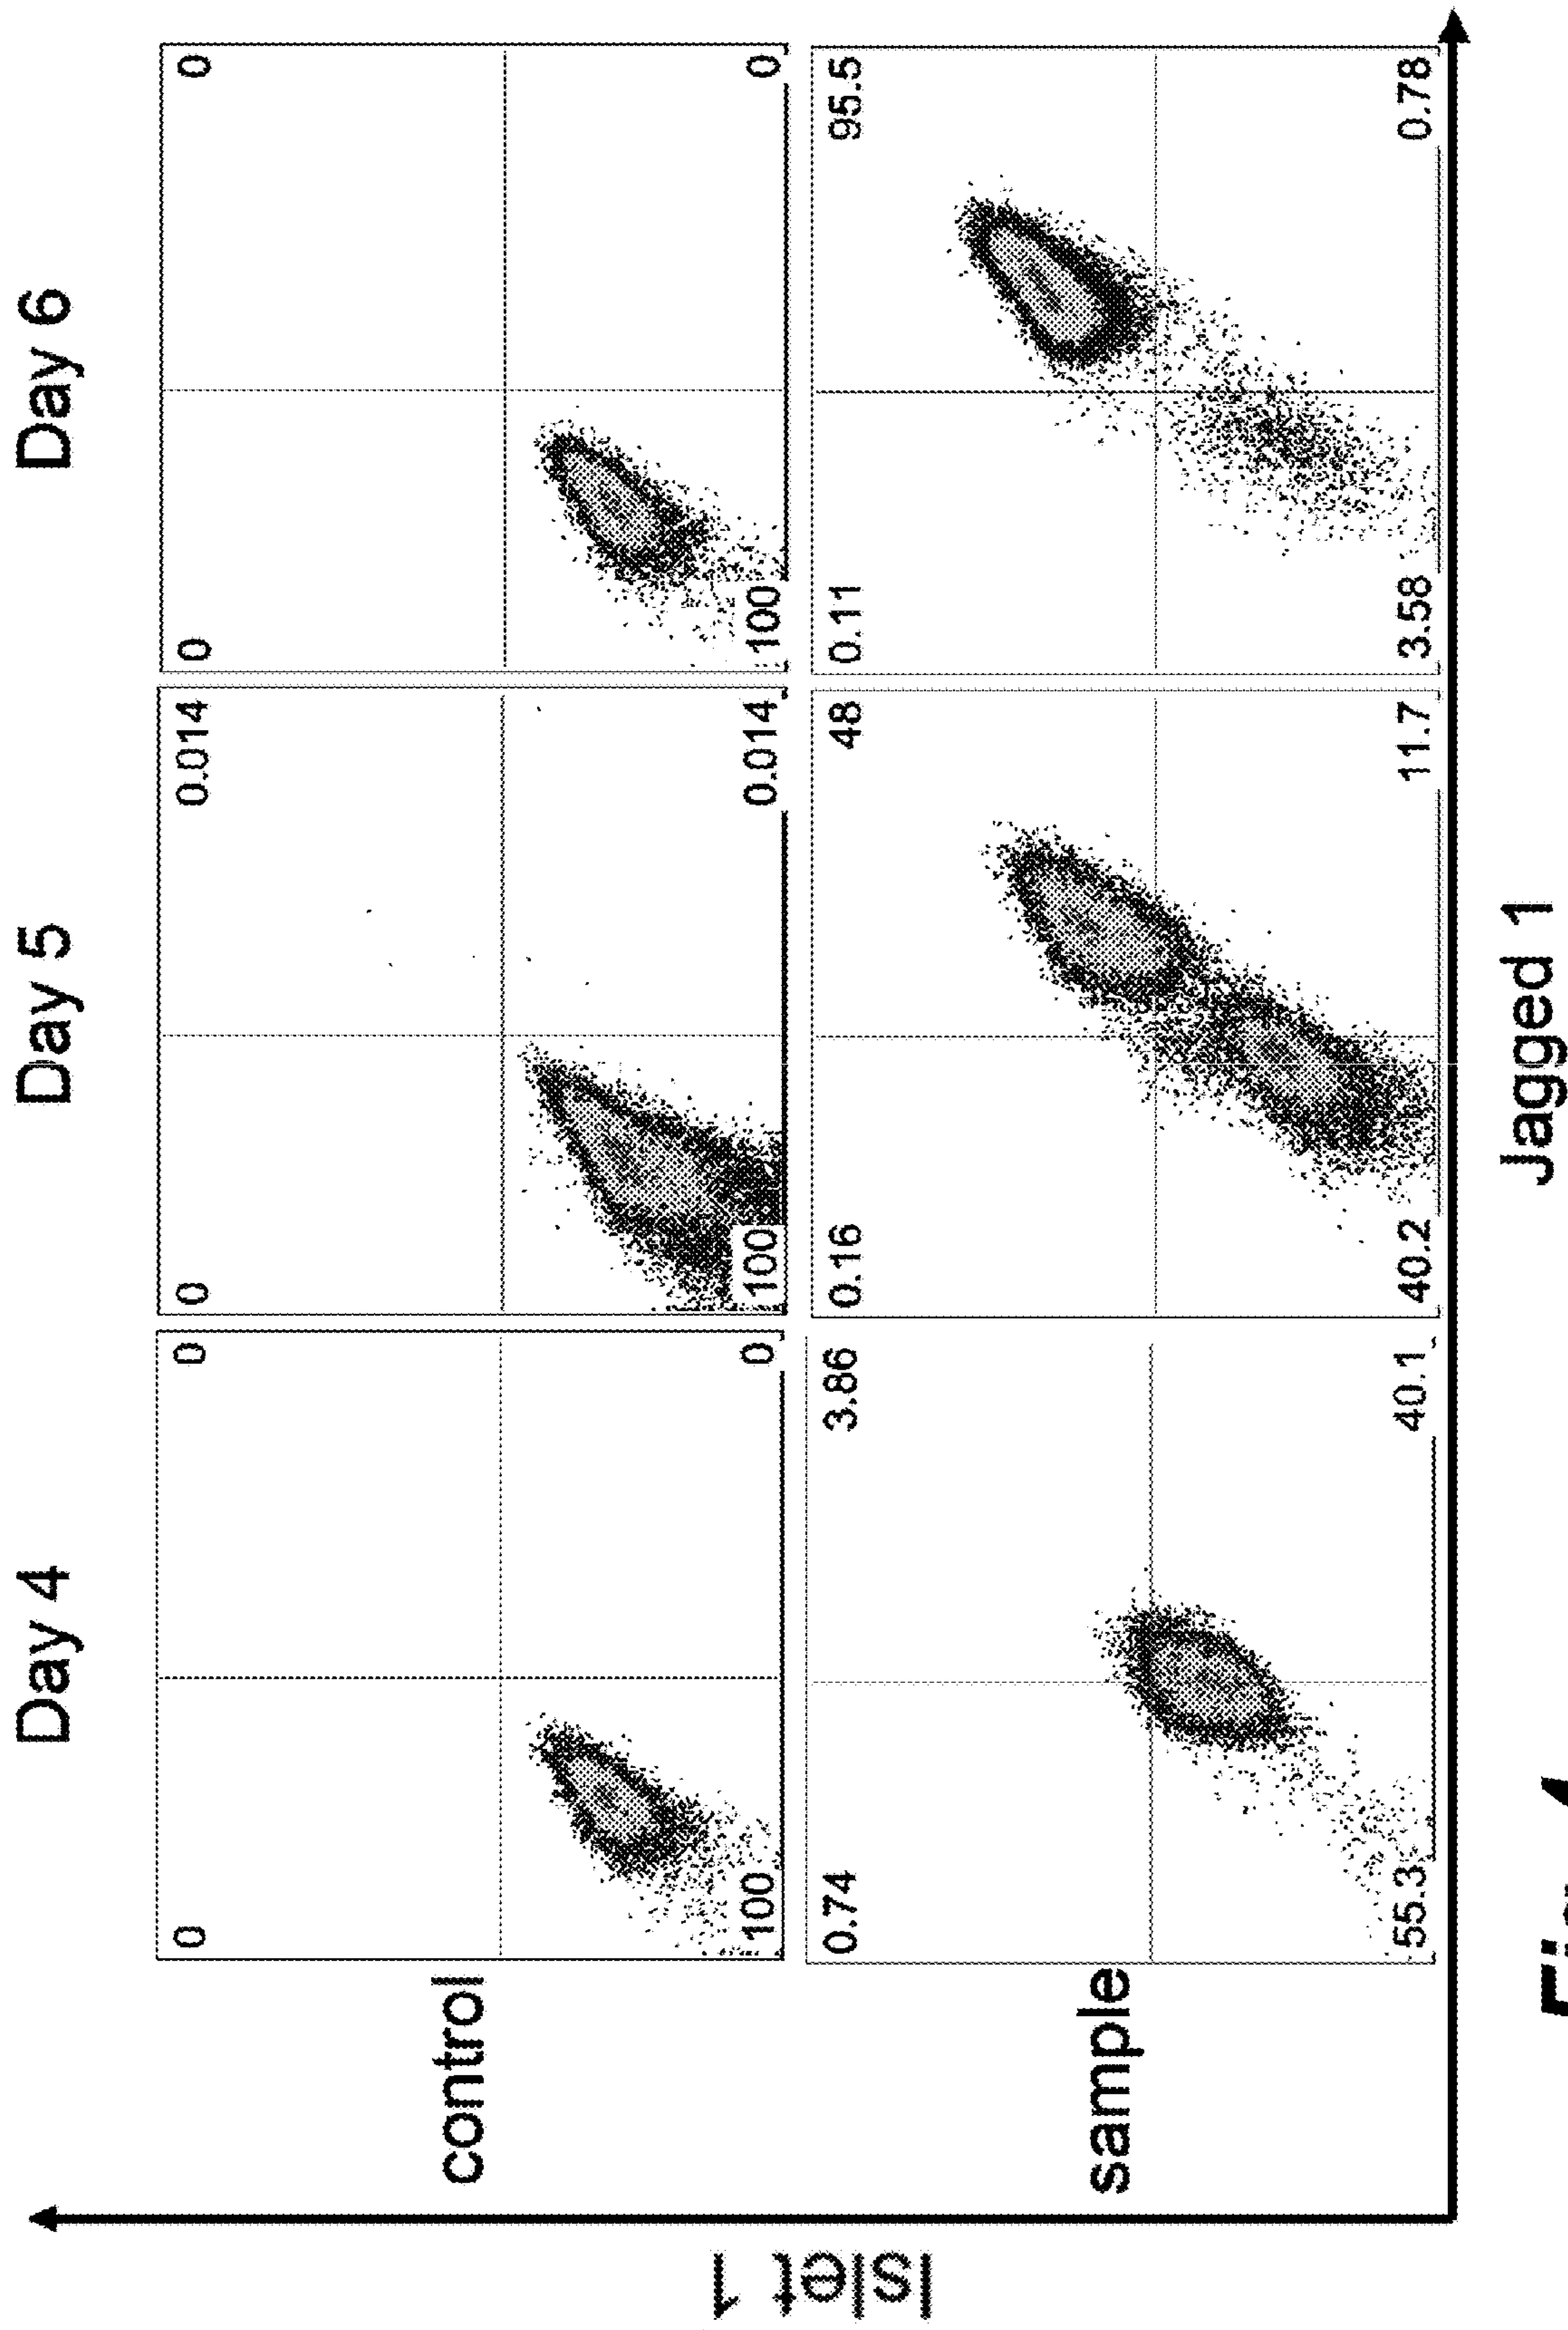 Day 4 Day 5 Day 6
Islet 1
control
0 0 0 0.014 0 0
100 0 100 0.014 100 0
sample
0.74 3.86 0.16 48 0.11 95.5
55.3 40.1 40.2 11.7 3.58 0.78
Jagged 1